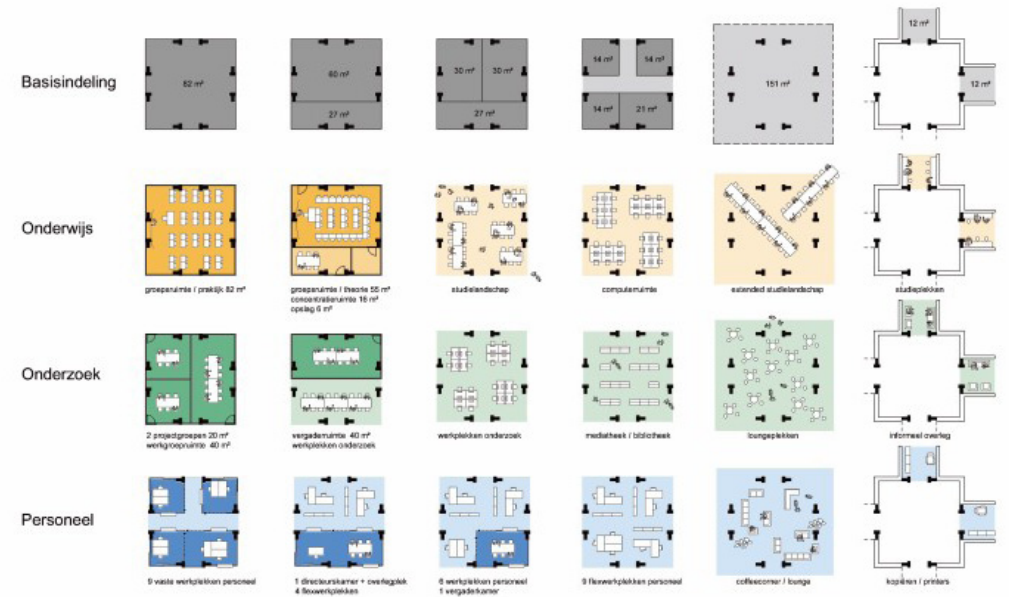 12 m²
Basisindeling
82 m²
60 m²
27 m²
30 m²
30 m²
27 m²
14 m²
14 m²
14 m²
21 m²
151 m²
12 m²
Onderwijs
groepsruimte / praktijk 82 m²
groepsruimte / theorie 55 m²
concentratieruimte 16 m²
opslag 6 m²
studielandschap
computerruimte
extended studielandschap
studieplekken
Onderzoek
2 projectgroepen 20 m²
werkgroepruimte 40 m²
vergaderruimte 40 m²
werkplekken onderzoek
werkplekken onderzoek
mediatheek / bibliotheek
loungeplekken
informeel overleg
Personeel
9 vaste werkplekken personeel
1 directeurskamer + overlegplek
4 flexwerkplekken
6 werkplekken personeel
1 vergaderkamer
9 flexwerkplekken personeel
coffeecorner / lounge
kopiëren / printers